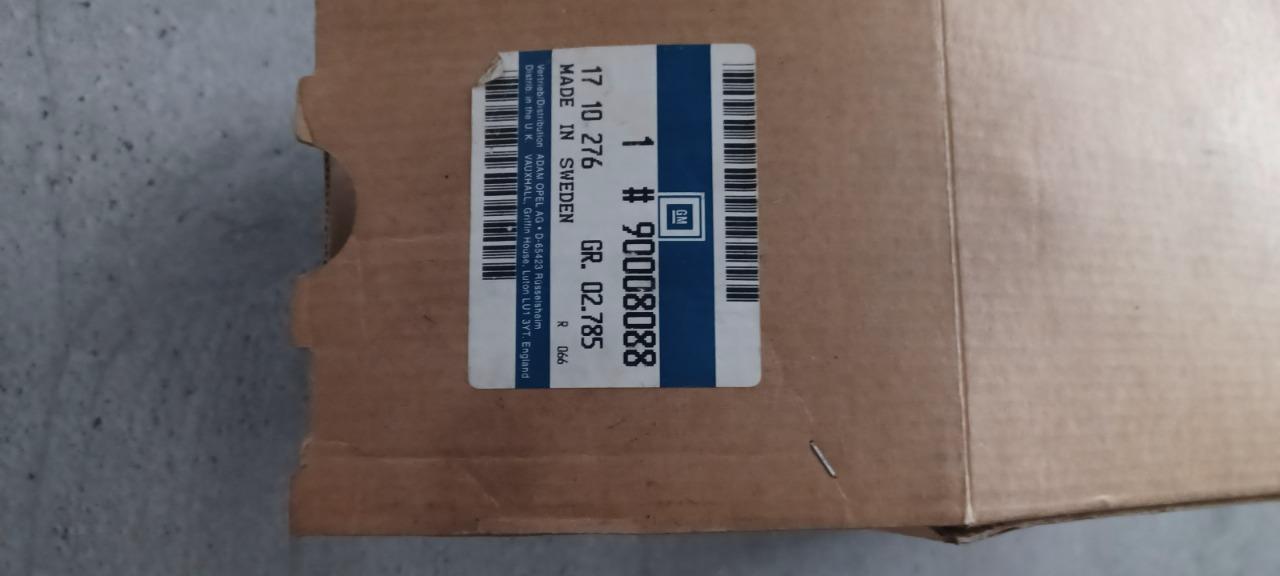 GM
1 # 90008088
17 10 276 GR. 02.785
MADE IN SWEDEN R 066
Vertrieb/Distribution ADAM OPEL AG • D-65423 Rüsselsheim
Distrib. in the U.K. VAUXHALL, Griffin House, Luton LU1 3YT, England